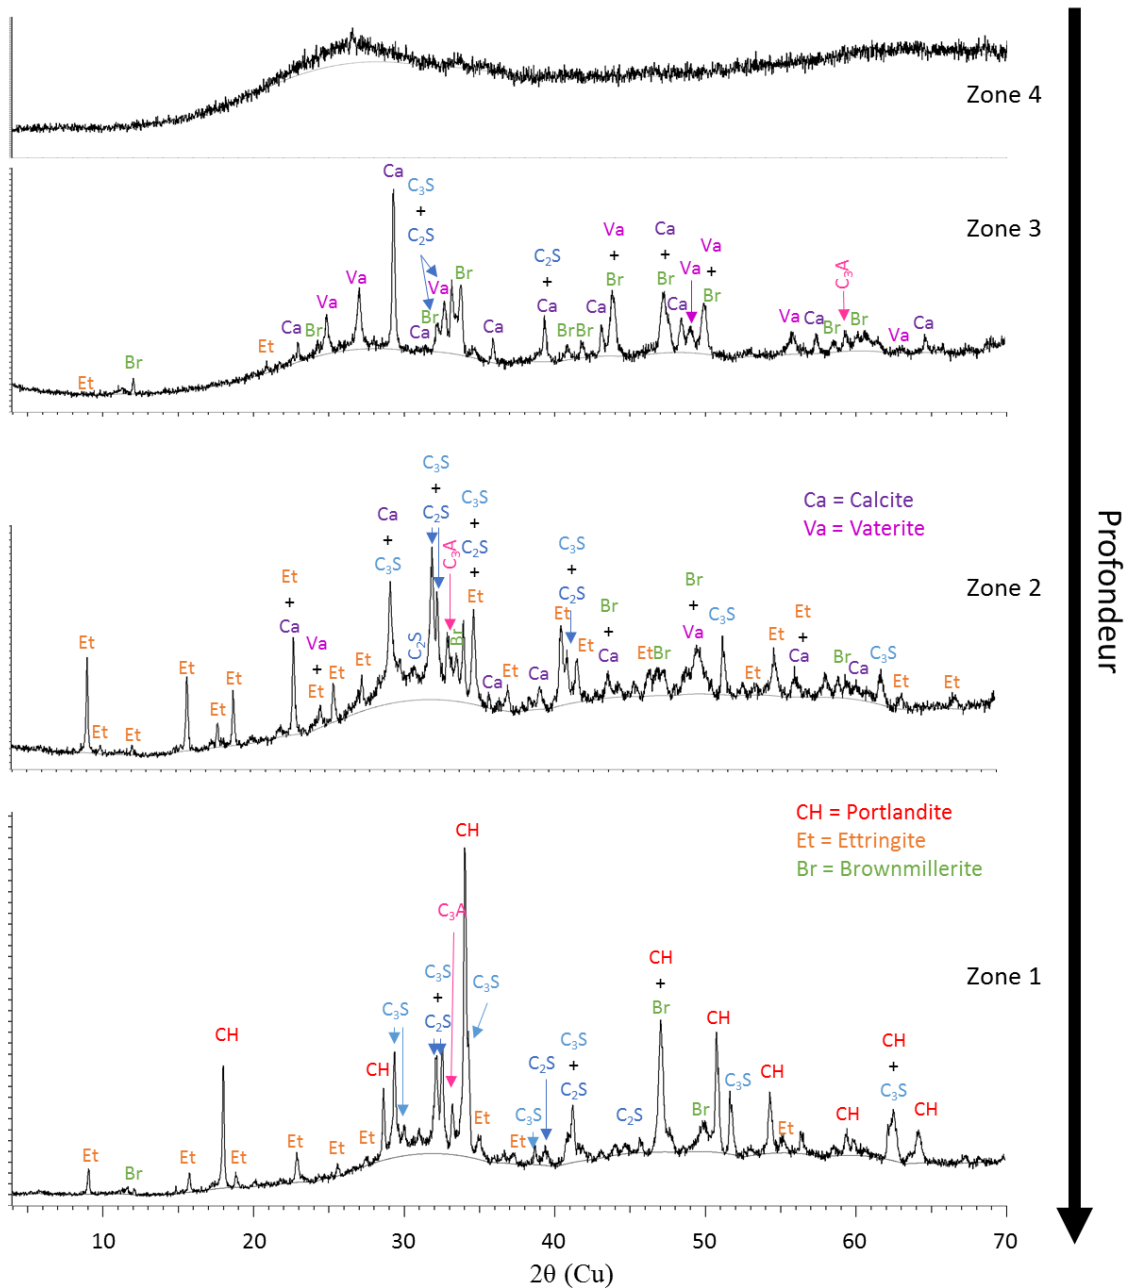 Zone 4
Zone 3
Et
Br
Et
Ca
Br
Va
Va
Ca
C₃S
+
C₂S
Ca
Br
Va
Br
Ca
C₂S
+
Ca
Br
Br
Ca
Va
+
Br
Ca
+
Br
Ca
Va
Va
+
Br
Va
Ca
Br
C₃A
Br
Va
Ca
Zone 2
Ca = Calcite
Va = Vaterite
Et
Et
Et
Et
Et
Et
Et
+
Ca
Va
+
Et
Et
Et
Ca
+
C₃S
C₂S
C₃S
+
C₂S
C₃A
Br
C₃S
+
C₂S
+
Et
Ca
Et
Ca
Et
C₃S
+
C₂S
Et
Br
+
Ca
Et
Br
Br
+
Va
C₃S
Et
Et
Et
+
Ca
Br
Ca
C₃S
Et
Et
CH = Portlandite
Et = Ettringite
Br = Brownmillerite
Zone 1
Et
Br
Et
CH
Et
Et
Et
Et
CH
C₃S
C₃S
+
C₂S
C₃A
CH
C₃S
Et
Et
C₃S
C₂S
C₃S
+
C₂S
C₂S
CH
+
Br
Br
CH
C₃S
CH
Et
CH
CH
+
C₃S
CH
10 20 30 40 50 60 70
2θ (Cu)
Profondeur